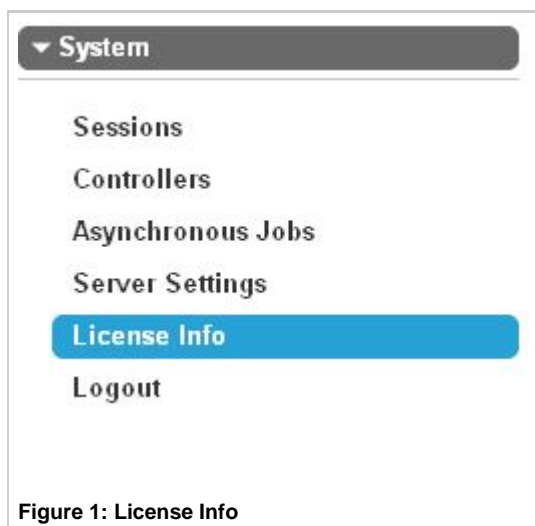 System
Sessions
Controllers
Asynchronous Jobs
Server Settings
License Info
Logout
Figure 1: License Info